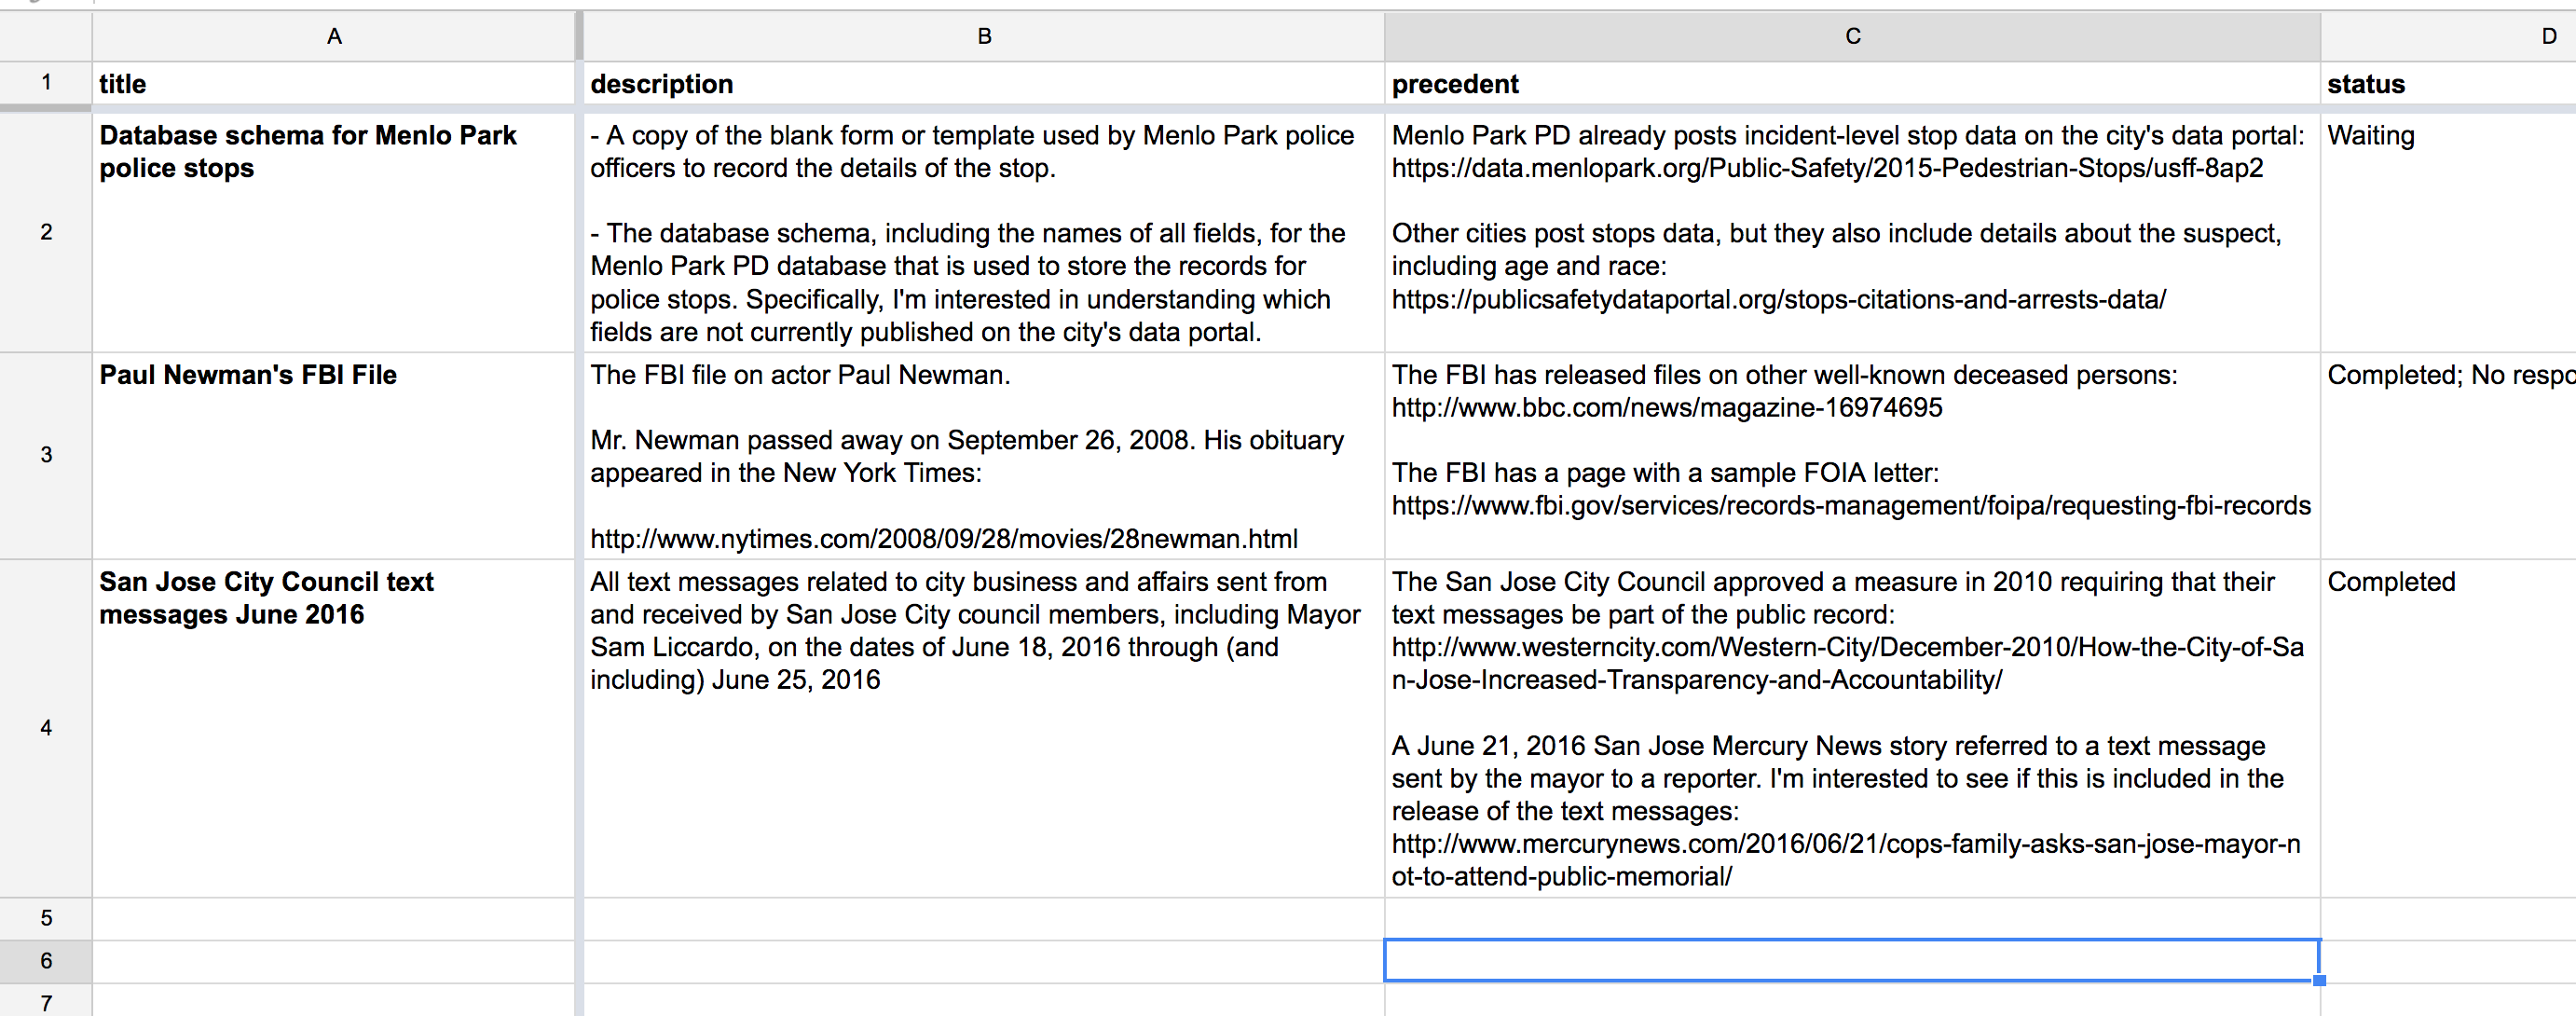 A B C D
1 title description precedent status
2
Database schema for Menlo Park
police stops
- A copy of the blank form or template used by Menlo Park police
officers to record the details of the stop.
- The database schema, including the names of all fields, for the
Menlo Park PD database that is used to store the records for
police stops. Specifically, I'm interested in understanding which
fields are not currently published on the city's data portal.
Menlo Park PD already posts incident-level stop data on the city's data portal:
https://data.menlopark.org/Public-Safety/2015-Pedestrian-Stops/usff-8ap2
Other cities post stops data, but they also include details about the suspect,
including age and race:
https://publicsafetydataportal.org/stops-citations-and-arrests-data/
Waiting
3
Paul Newman's FBI File
The FBI file on actor Paul Newman.
Mr. Newman passed away on September 26, 2008. His obituary
appeared in the New York Times:
http://www.nytimes.com/2008/09/28/movies/28newman.html
The FBI has released files on other well-known deceased persons:
http://www.bbc.com/news/magazine-16974695
The FBI has a page with a sample FOIA letter:
https://www.fbi.gov/services/records-management/foipa/requesting-fbi-records
Completed; No respo
4
San Jose City Council text
messages June 2016
All text messages related to city business and affairs sent from
and received by San Jose City council members, including Mayor
Sam Liccardo, on the dates of June 18, 2016 through (and
including) June 25, 2016
The San Jose City Council approved a measure in 2010 requiring that their
text messages be part of the public record:
http://www.westerncity.com/Western-City/December-2010/How-the-City-of-Sa
n-Jose-Increased-Transparency-and-Accountability/
A June 21, 2016 San Jose Mercury News story referred to a text message
sent by the mayor to a reporter. I'm interested to see if this is included in the
release of the text messages:
http://www.mercurynews.com/2016/06/21/cops-family-asks-san-jose-mayor-n
ot-to-attend-public-memorial/
Completed
5
6
7